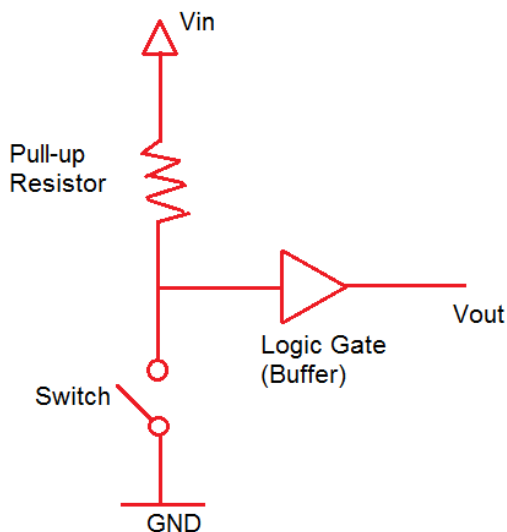 Vin
Pull-up
Resistor
Vout
Logic Gate
(Buffer)
Switch
GND